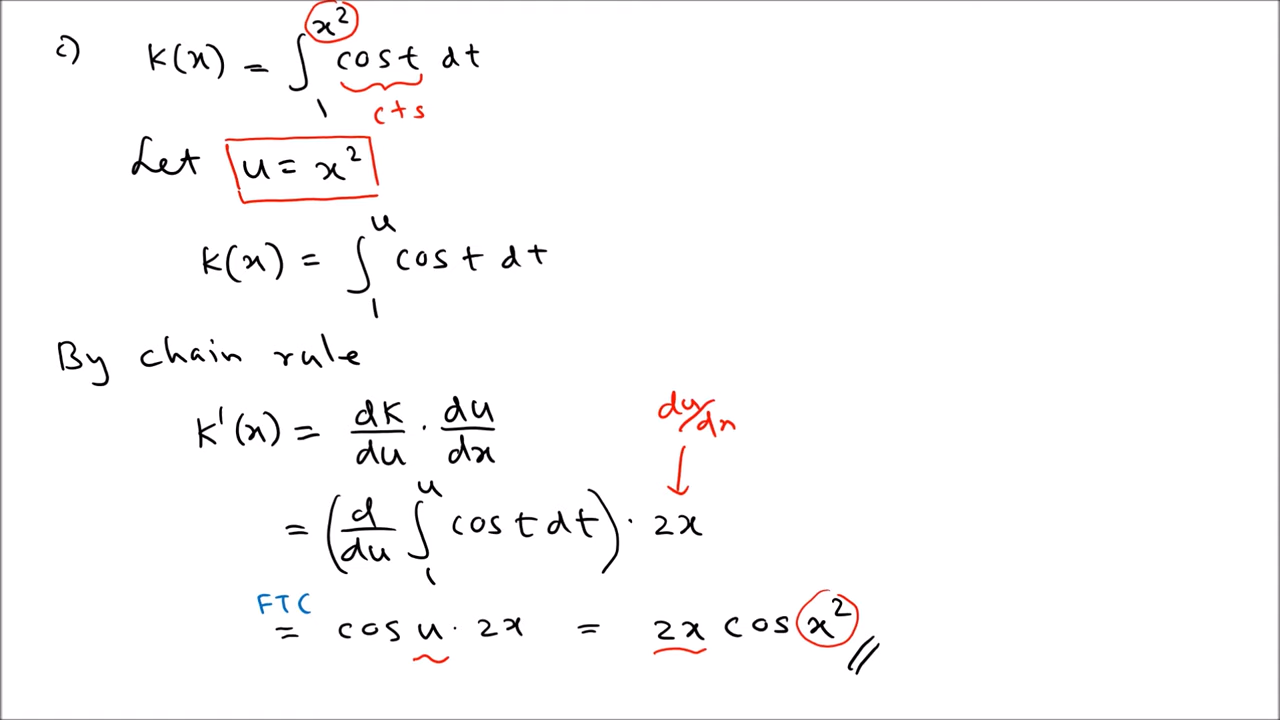 c) K(x) = ∫₁^{x²} cos t dt
cts
Let u = x²
K(x) = ∫₁^{u} cos t dt
By chain rule
K'(x) = dK/du · du/dx
du/dx
= (d/du ∫₁^{u} cos t dt) · 2x
FTC
= cos u · 2x = 2x cos x² //